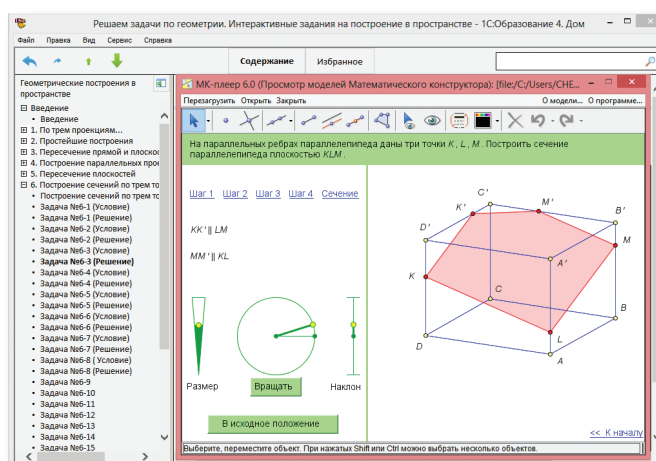 Решаем задачи по геометрии. Интерактивные задания на построение в пространстве - 1С:Образование 4. Дом
Файл Правка Вид Сервис Справка
Содержание Избранное
Геометрические построения в
пространстве
Введение
Введение
1. По трем проекциям...
2. Простейшие построения
3. Пересечение прямой и плоско
4. Построение параллельных про
5. Пересечение плоскостей
6. Построение сечений по трем то
Построение сечений по трем то
Задача №6-1 (Условие)
Задача №6-1 (Решение)
Задача №6-2 (Условие)
Задача №6-2 (Решение)
Задача №6-3 (Условие)
Задача №6-3 (Решение)
Задача №6-4 (Условие)
Задача №6-4 (Решение)
Задача №6-5 (Условие)
Задача №6-5 (Решение)
Задача №6-6 (Условие)
Задача №6-6 (Решение)
Задача №6-7 (Условие)
Задача №6-7 (Решение)
Задача №6-8 ( Условие)
Задача №6-8 (Решение)
Задача №6-9
Задача №6-10
Задача №6-11
Задача №6-12
Задача №6-13
Задача №6-14
Задача №6-15
МК-плеер 6.0 (Просмотр моделей Математического конструктора): [file:/C:/Users/CHE...
Перезагрузить Открыть Закрыть О модели... О программе...
На параллельных ребрах параллелепипеда даны три точки K , L , M . Построить сечение
параллелепипеда плоскостью KLM .
Шаг 1 Шаг 2 Шаг 3 Шаг 4 Сечение
KK' || LM
MM' || KL
Размер Вращать Наклон
В исходное положение
C'
K' M'
B'
D'
M
A'
K
C
B
L
D
A
<< К началу
Выберите, переместите объект. При нажатых Shift или Ctrl можно выбрать несколько объектов.